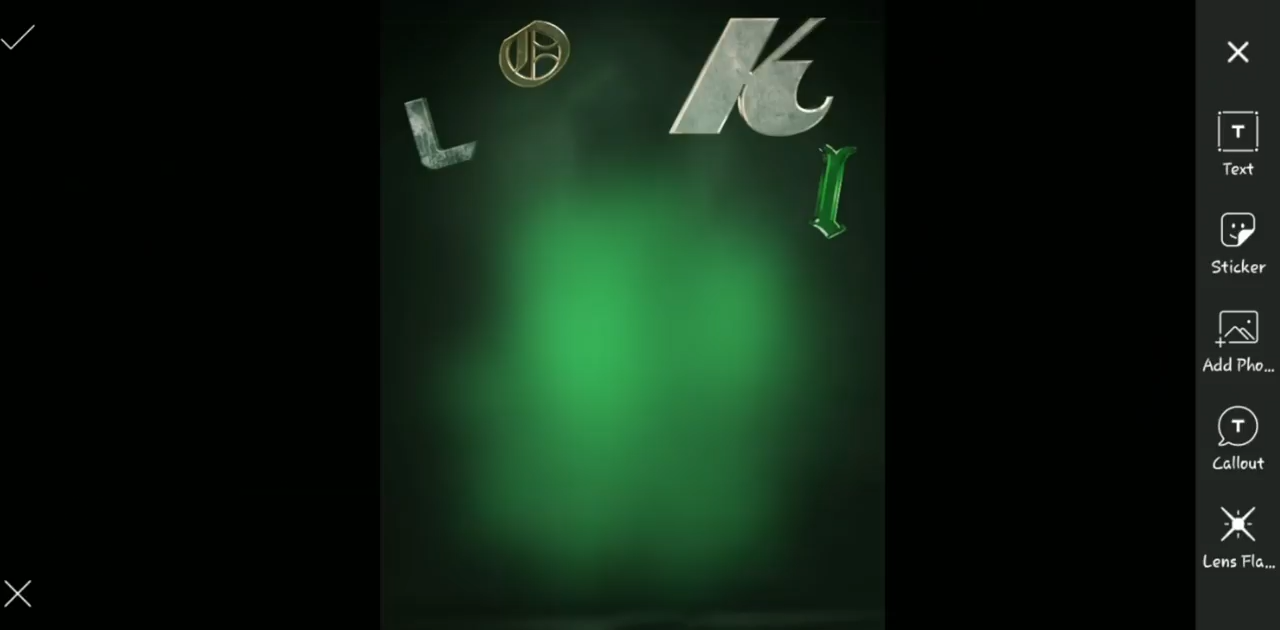 L
O
K
I
Text
Sticker
Add Pho...
Callout
Lens Fla...